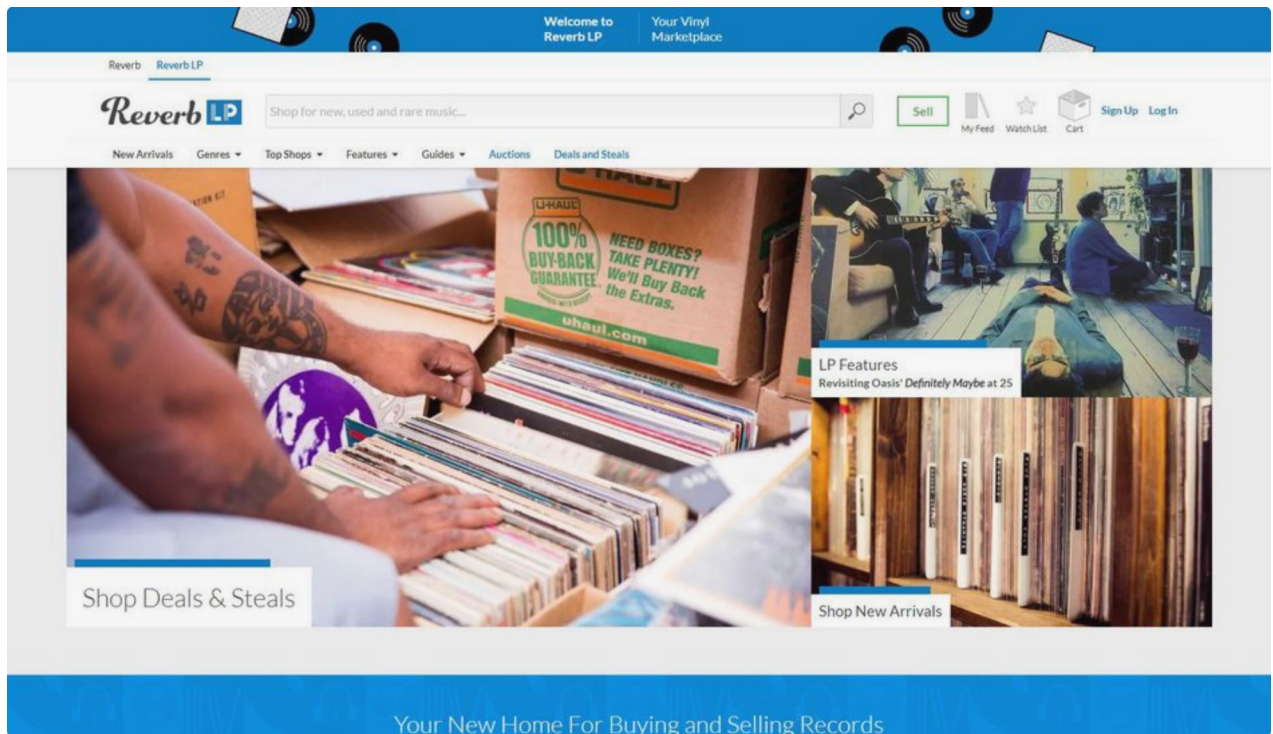 Welcome to
Reverb LP
Your Vinyl
Marketplace
Reverb
Reverb LP
Reverb LP
Shop for new, used and rare music...
Sell
My Feed
Watch List
Cart
Sign Up
Log In
New Arrivals
Genres
Top Shops
Features
Guides
Auctions
Deals and Steals
U-HAUL
U-HAUL
100%
BUY-BACK
GUARANTEE
NEED BOXES?
TAKE PLENTY!
We'll Buy Back
the Extras.
uhaul.com
LP Features
Revisiting Oasis' Definitely Maybe at 25
Shop Deals & Steals
Shop New Arrivals
Your New Home For Buying and Selling Records